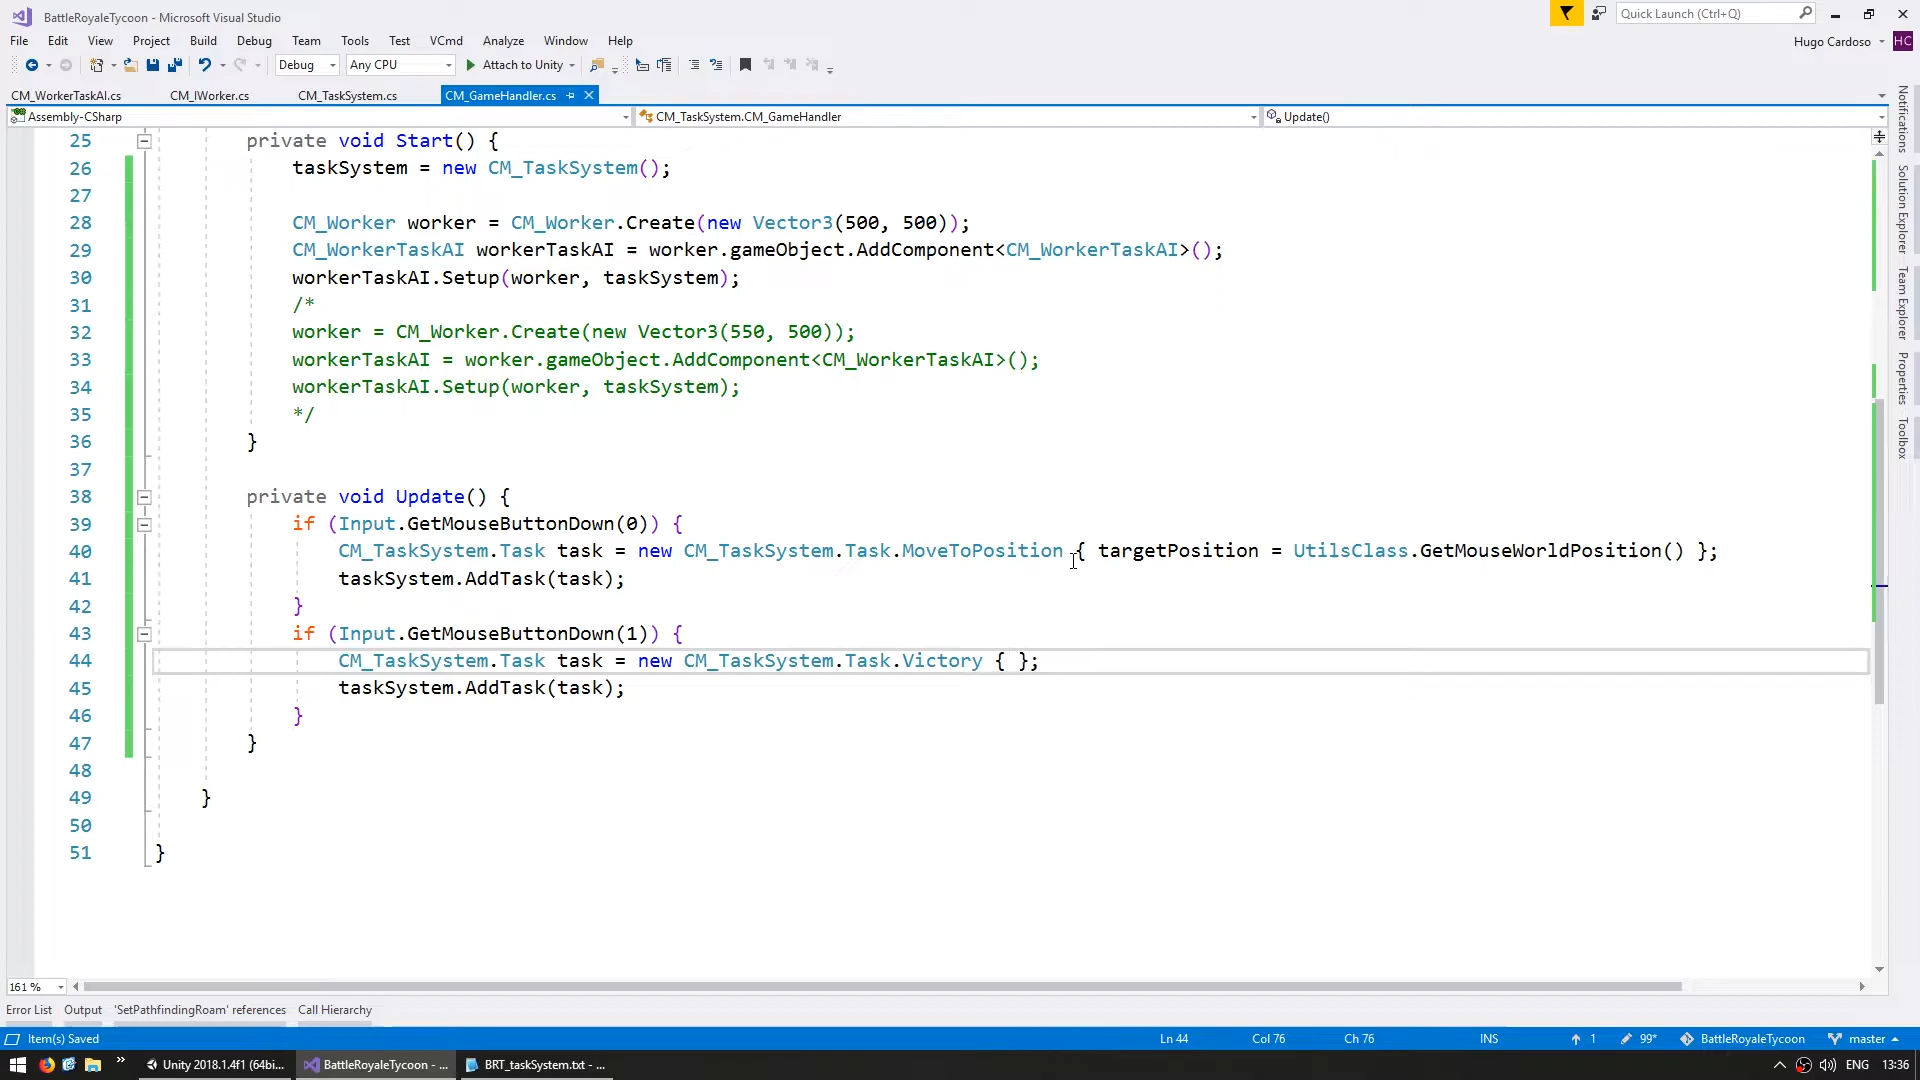 BattleRoyaleTycoon - Microsoft Visual Studio
Quick Launch (Ctrl+Q)
File Edit View Project Build Debug Team Tools Test VCmd Analyze Window Help
Hugo Cardoso HC
Debug Any CPU Attach to Unity
CM_WorkerTaskAI.cs CM_IWorker.cs CM_TaskSystem.cs CM_GameHandler.cs
Assembly-CSharp CM_TaskSystem.CM_GameHandler Update()
25 private void Start() {
26 taskSystem = new CM_TaskSystem();
27
28 CM_Worker worker = CM_Worker.Create(new Vector3(500, 500));
29 CM_WorkerTaskAI workerTaskAI = worker.gameObject.AddComponent<CM_WorkerTaskAI>();
30 workerTaskAI.Setup(worker, taskSystem);
31 /*
32 worker = CM_Worker.Create(new Vector3(550, 500));
33 workerTaskAI = worker.gameObject.AddComponent<CM_WorkerTaskAI>();
34 workerTaskAI.Setup(worker, taskSystem);
35 */
36 }
37
38 private void Update() {
39 if (Input.GetMouseButtonDown(0)) {
40 CM_TaskSystem.Task task = new CM_TaskSystem.Task.MoveToPosition { targetPosition = UtilsClass.GetMouseWorldPosition() };
41 taskSystem.AddTask(task);
42 }
43 if (Input.GetMouseButtonDown(1)) {
44 CM_TaskSystem.Task task = new CM_TaskSystem.Task.Victory { };
45 taskSystem.AddTask(task);
46 }
47 }
48
49 }
50
51 }
Notifications
Solution Explorer
Team Explorer
Properties
Toolbox
161 %
Error List Output 'SetPathfindingRoam' references Call Hierarchy
Item(s) Saved Ln 44 Col 76 Ch 76 INS 1 99* BattleRoyaleTycoon master
Unity 2018.1.4f1 (64bi... BattleRoyaleTycoon - ... BRT_taskSystem.txt - ... ENG 13:36